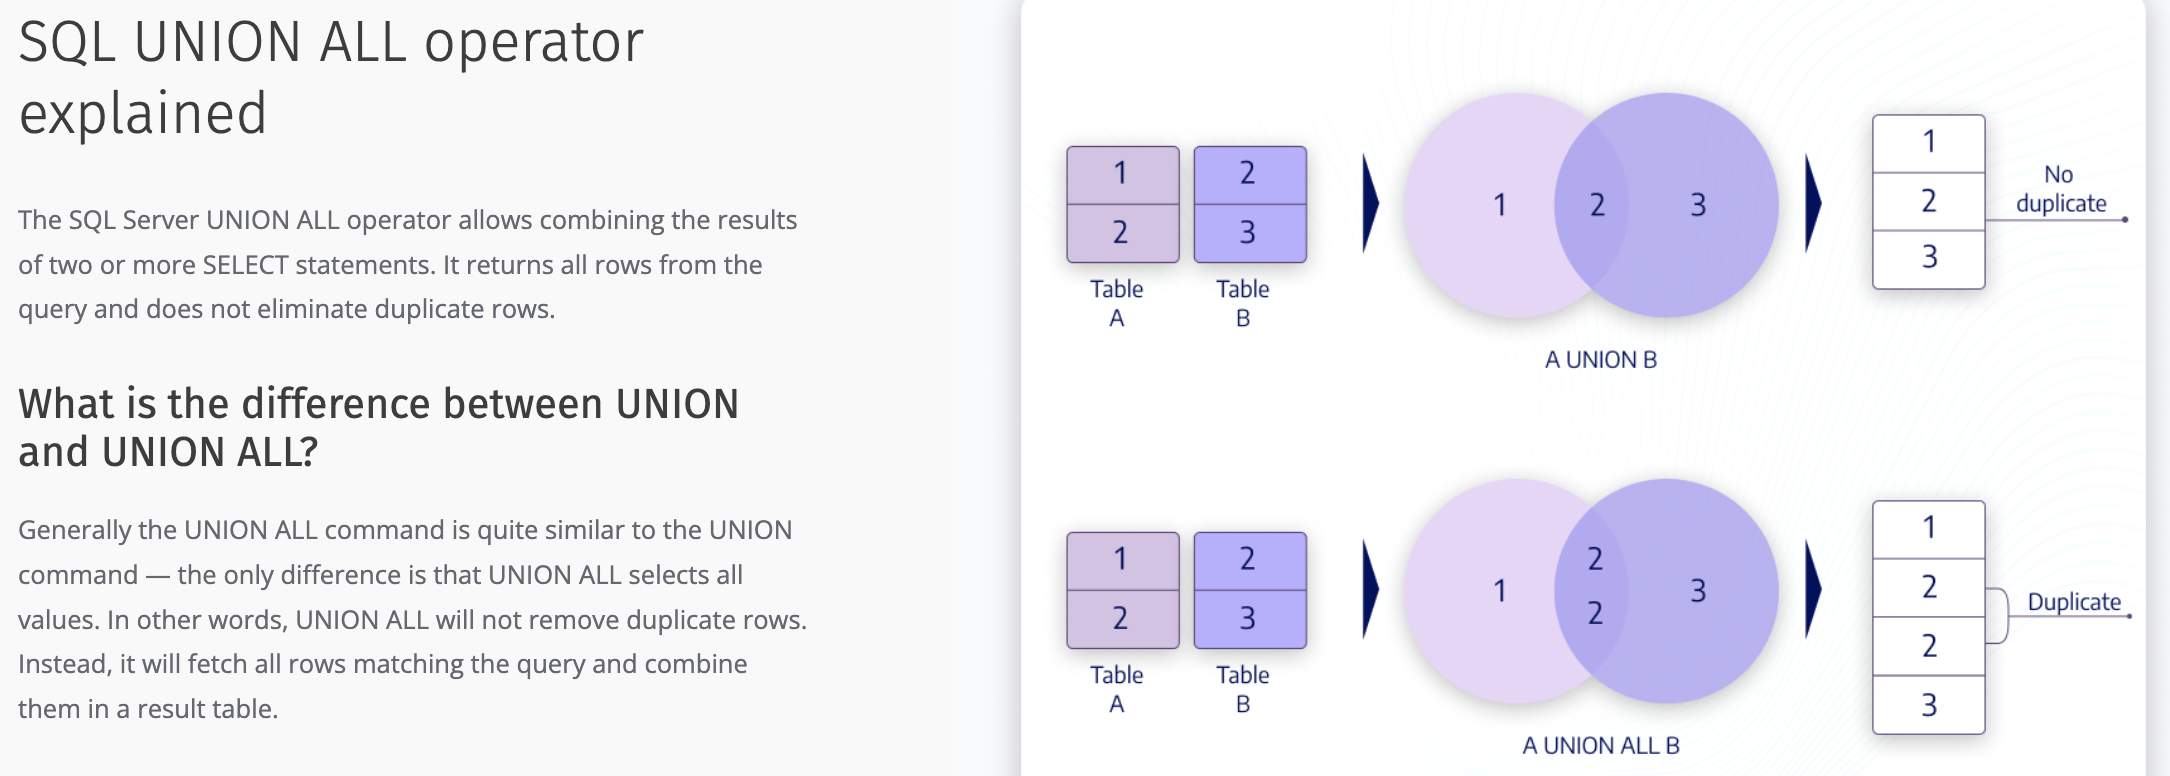 SQL UNION ALL operator
explained
The SQL Server UNION ALL operator allows combining the results
of two or more SELECT statements. It returns all rows from the
query and does not eliminate duplicate rows.
What is the difference between UNION
and UNION ALL?
Generally the UNION ALL command is quite similar to the UNION
command — the only difference is that UNION ALL selects all
values. In other words, UNION ALL will not remove duplicate rows.
Instead, it will fetch all rows matching the query and combine
them in a result table.
1
2
Table
A
2
3
Table
B
1
2
3
A UNION B
1
2
3
No
duplicate
1
2
Table
A
2
3
Table
B
1
2
2
3
A UNION ALL B
1
2
2
3
Duplicate